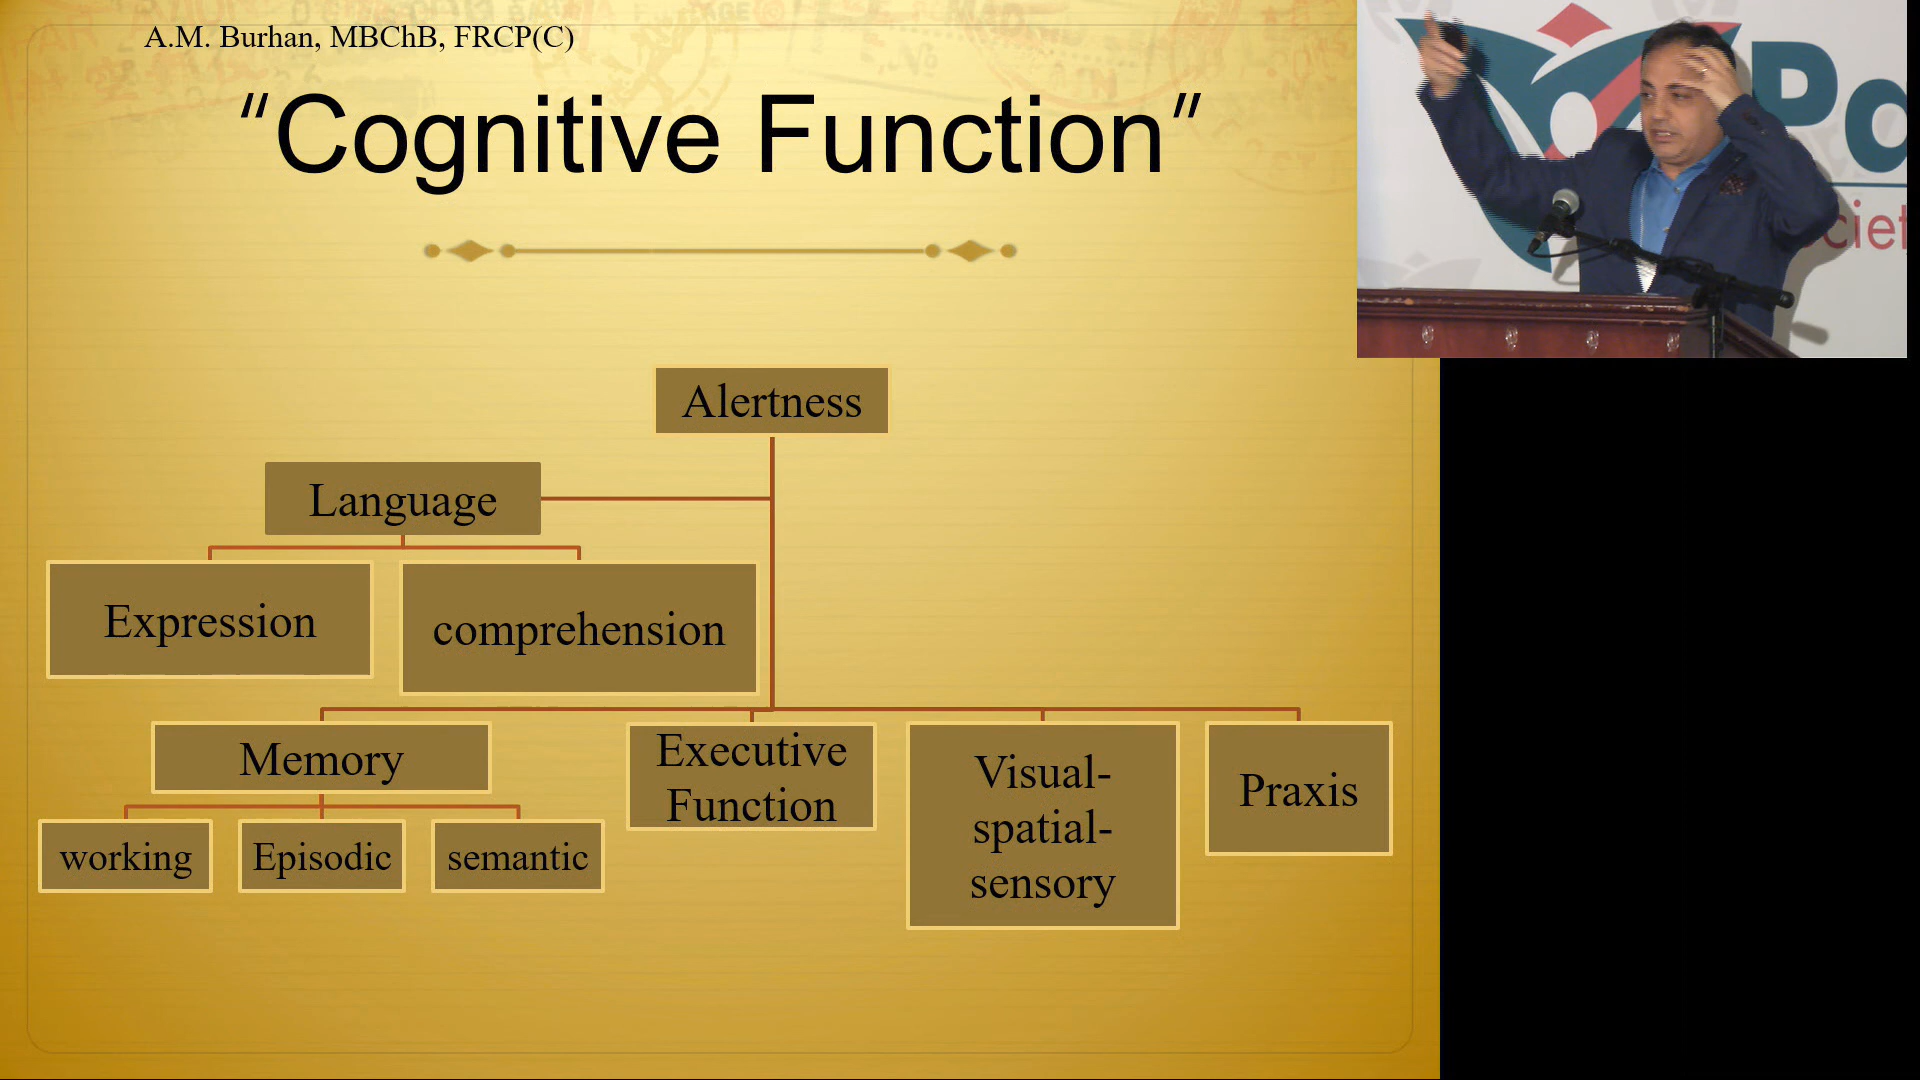 A.M. Burhan, MBChB, FRCP(C)
“Cognitive Function”
Alertness
Language
Expression
comprehension
Memory
Executive
Function
Visual-
spatial-
sensory
Praxis
working
Episodic
semantic